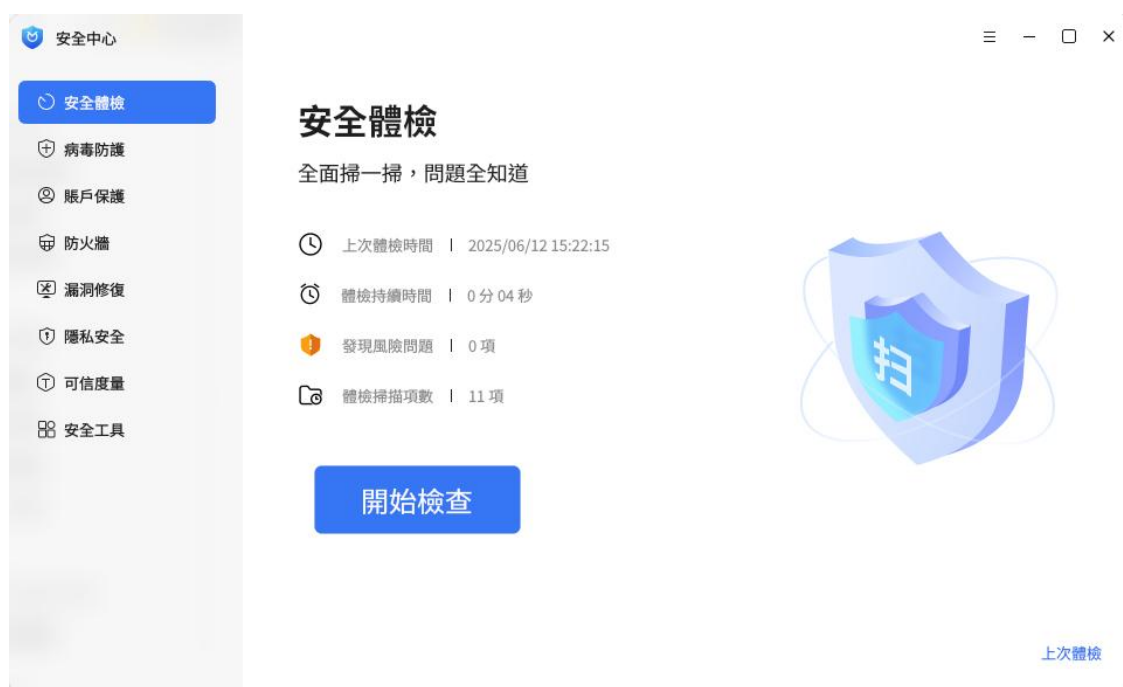 安全中心
安全體檢
病毒防護
賬戶保護
防火牆
漏洞修復
隱私安全
可信度量
安全工具
安全體檢
全面掃一掃，問題全知道
上次體檢時間 | 2025/06/12 15:22:15
體檢持續時間 | 0 分 04 秒
發現風險問題 | 0 項
體檢掃描項數 | 11 項
扫
開始檢查
上次體檢